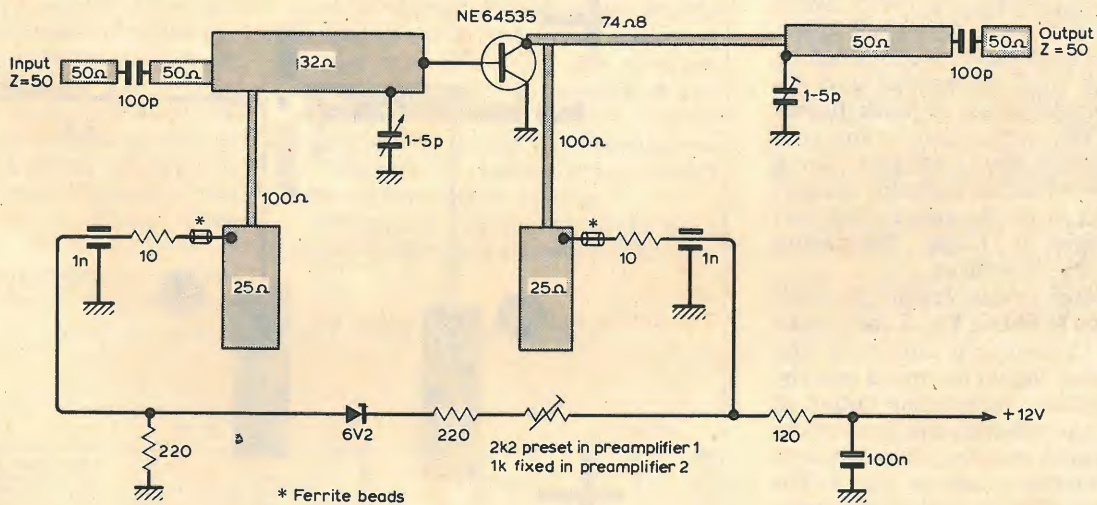 NE64535
74Ω8
Input
Z=50
50Ω
100p
50Ω
32Ω
1-5p
50Ω
100p
50Ω
Output
Z=50
1-5p
100Ω
100Ω
1n
10
*
25Ω
25Ω
*
10
1n
220
6V2
220
2k2 preset in preamplifier 1
1k fixed in preamplifier 2
120
100n
+12V
* Ferrite beads